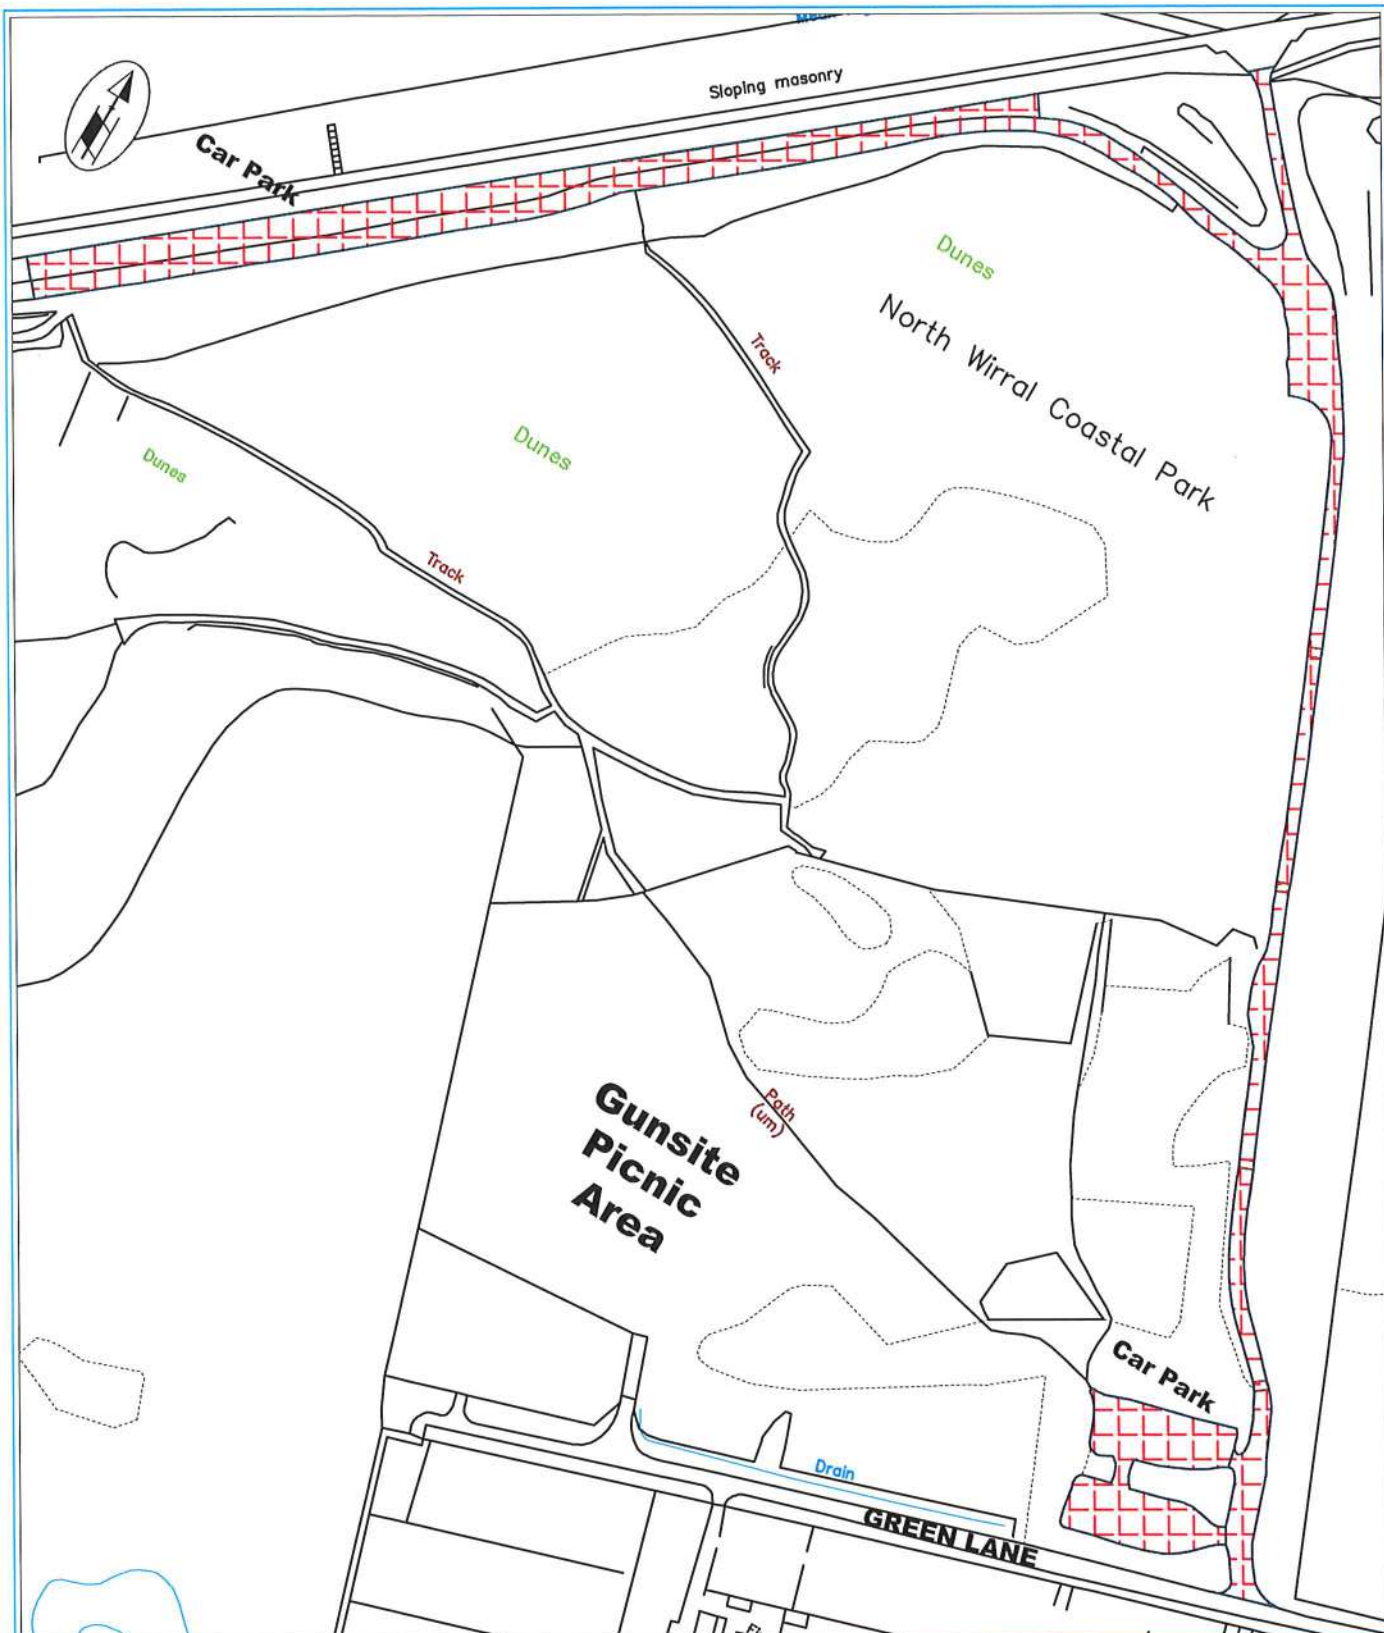 Sloping masonry
Car Park
Dunes
North Wirral Coastal Park
Track
Dunes
Dunes
Track
Gunsite
Picnic
Area
Path
(um)
Car Park
Drain
GREEN LANE